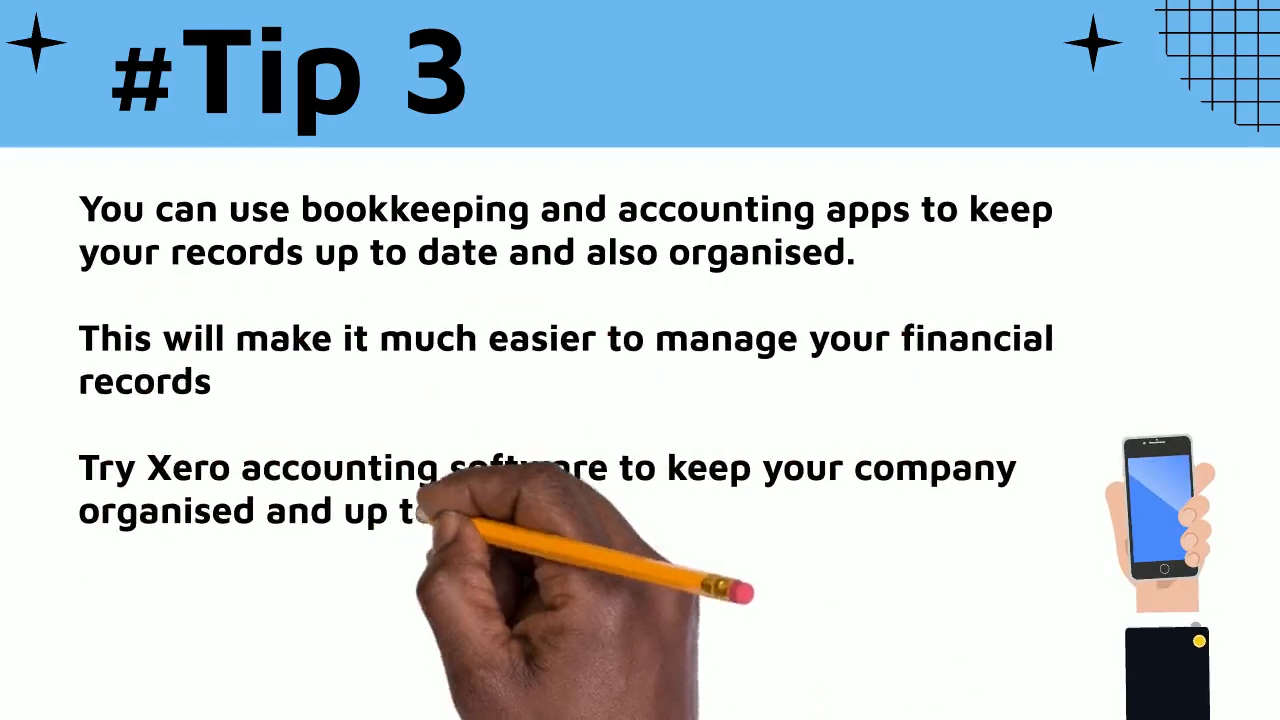 #Tip 3
You can use bookkeeping and accounting apps to keep
your records up to date and also organised.
This will make it much easier to manage your financial
records
Try Xero accounting software to keep your company
organised and up to